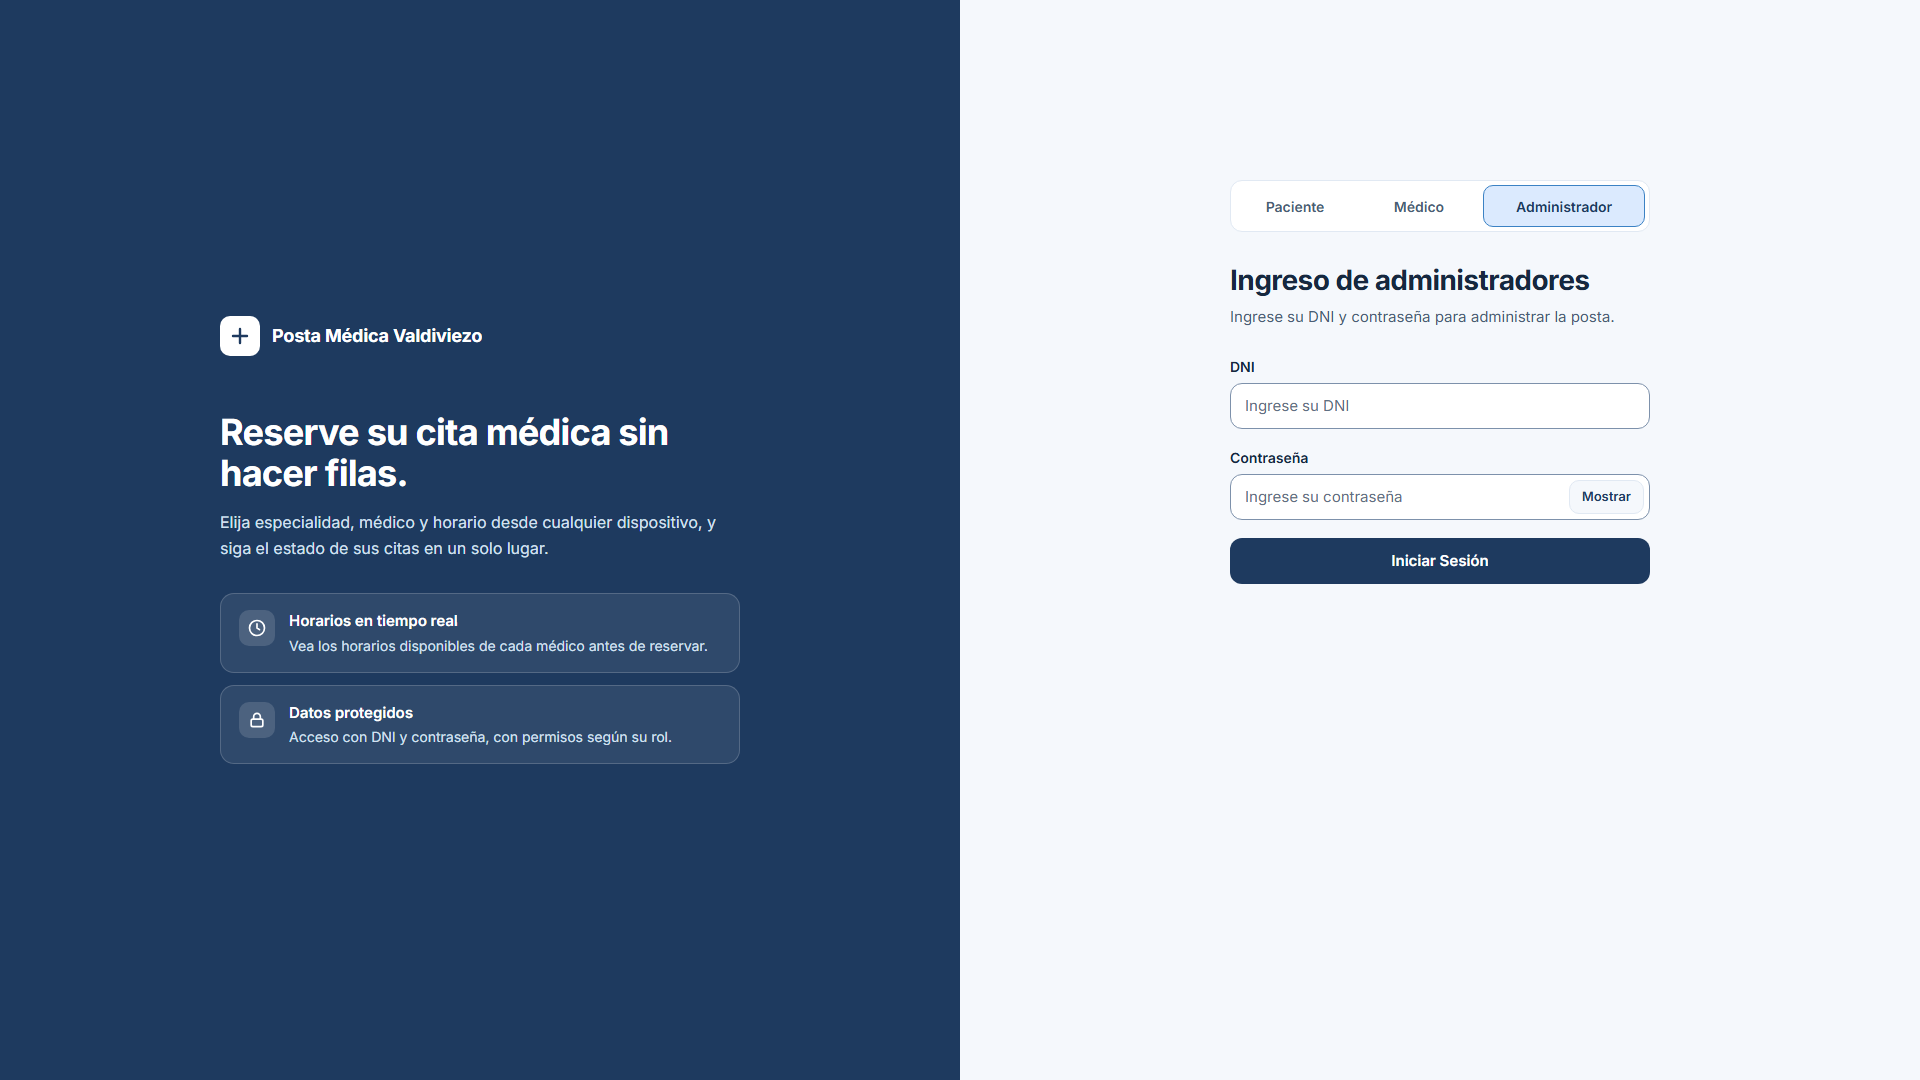 Posta Médica Valdiviezo
Reserve su cita médica sin
hacer filas.
Elija especialidad, médico y horario desde cualquier dispositivo, y
siga el estado de sus citas en un solo lugar.
Horarios en tiempo real
Vea los horarios disponibles de cada médico antes de reservar.
Datos protegidos
Acceso con DNI y contraseña, con permisos según su rol.
Paciente Médico Administrador
Ingreso de administradores
Ingrese su DNI y contraseña para administrar la posta.
DNI
Ingrese su DNI
Contraseña
Ingrese su contraseña Mostrar
Iniciar Sesión